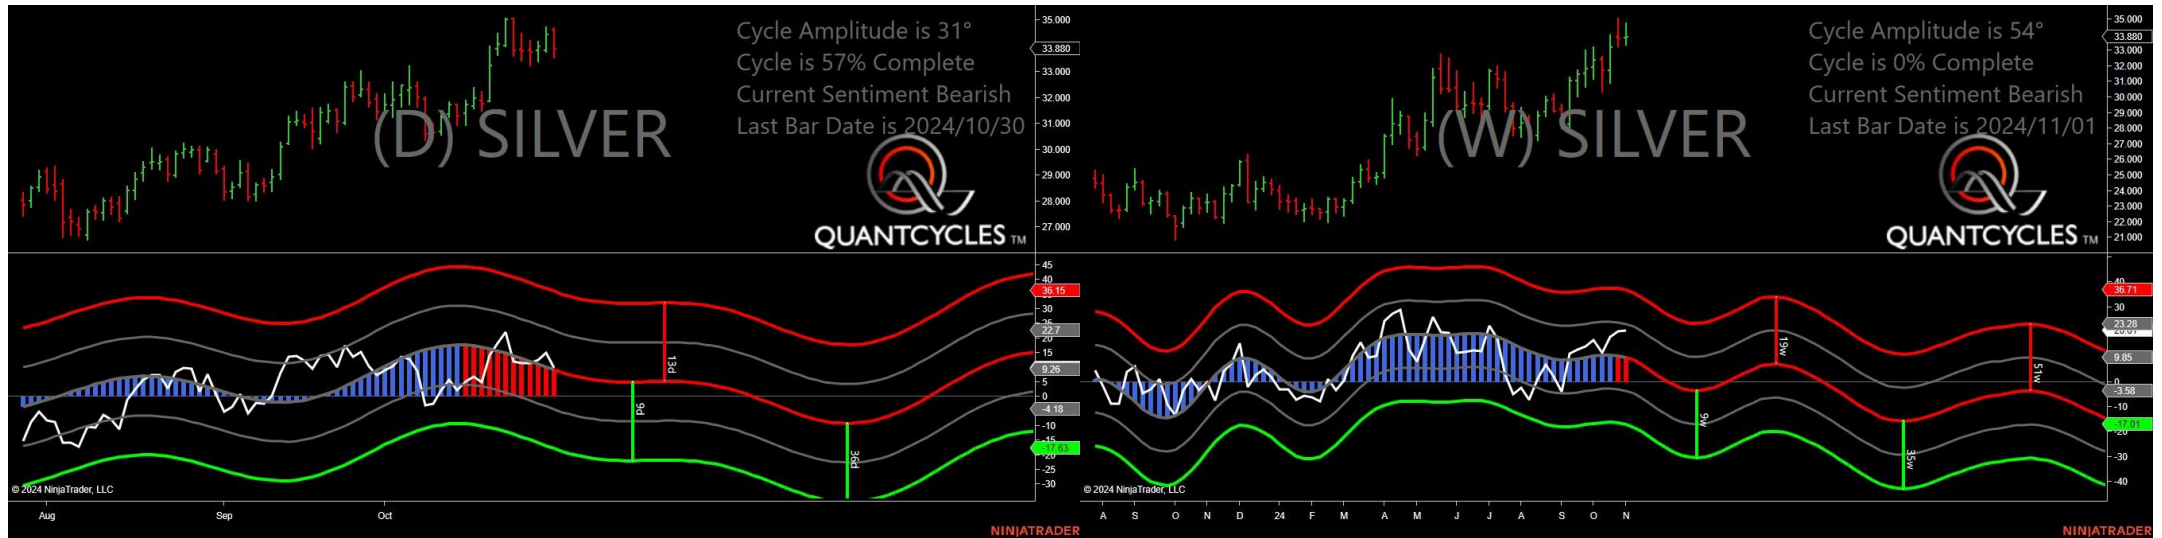 Cycle Amplitude is 31°
Cycle is 57% Complete
Current Sentiment Bearish
Last Bar Date is 2024/10/30
(D) SILVER
QUANTCYCLES TM
35.000
33.880
33.000
32.000
31.000
30.000
29.000
28.000
27.000
45
40
36.15
30
22.7
20
15
9.26
5
0
-4.18
-10
-17.63
-20
-25
-30
13d
9d
36d
© 2024 NinjaTrader, LLC
Aug Sep Oct
NINJATRADER
Cycle Amplitude is 54°
Cycle is 0% Complete
Current Sentiment Bearish
Last Bar Date is 2024/11/01
(W) SILVER
QUANTCYCLES TM
35.000
33.880
33.000
32.000
31.000
30.000
29.000
28.000
27.000
26.000
25.000
24.000
23.000
22.000
21.000
40
36.71
30
23.28
9.85
0
-3.58
-10
-17.01
-20
-30
-40
19w
51w
9w
35w
© 2024 NinjaTrader, LLC
A S O N D 24 F M A M J J A S O N
NINJATRADER